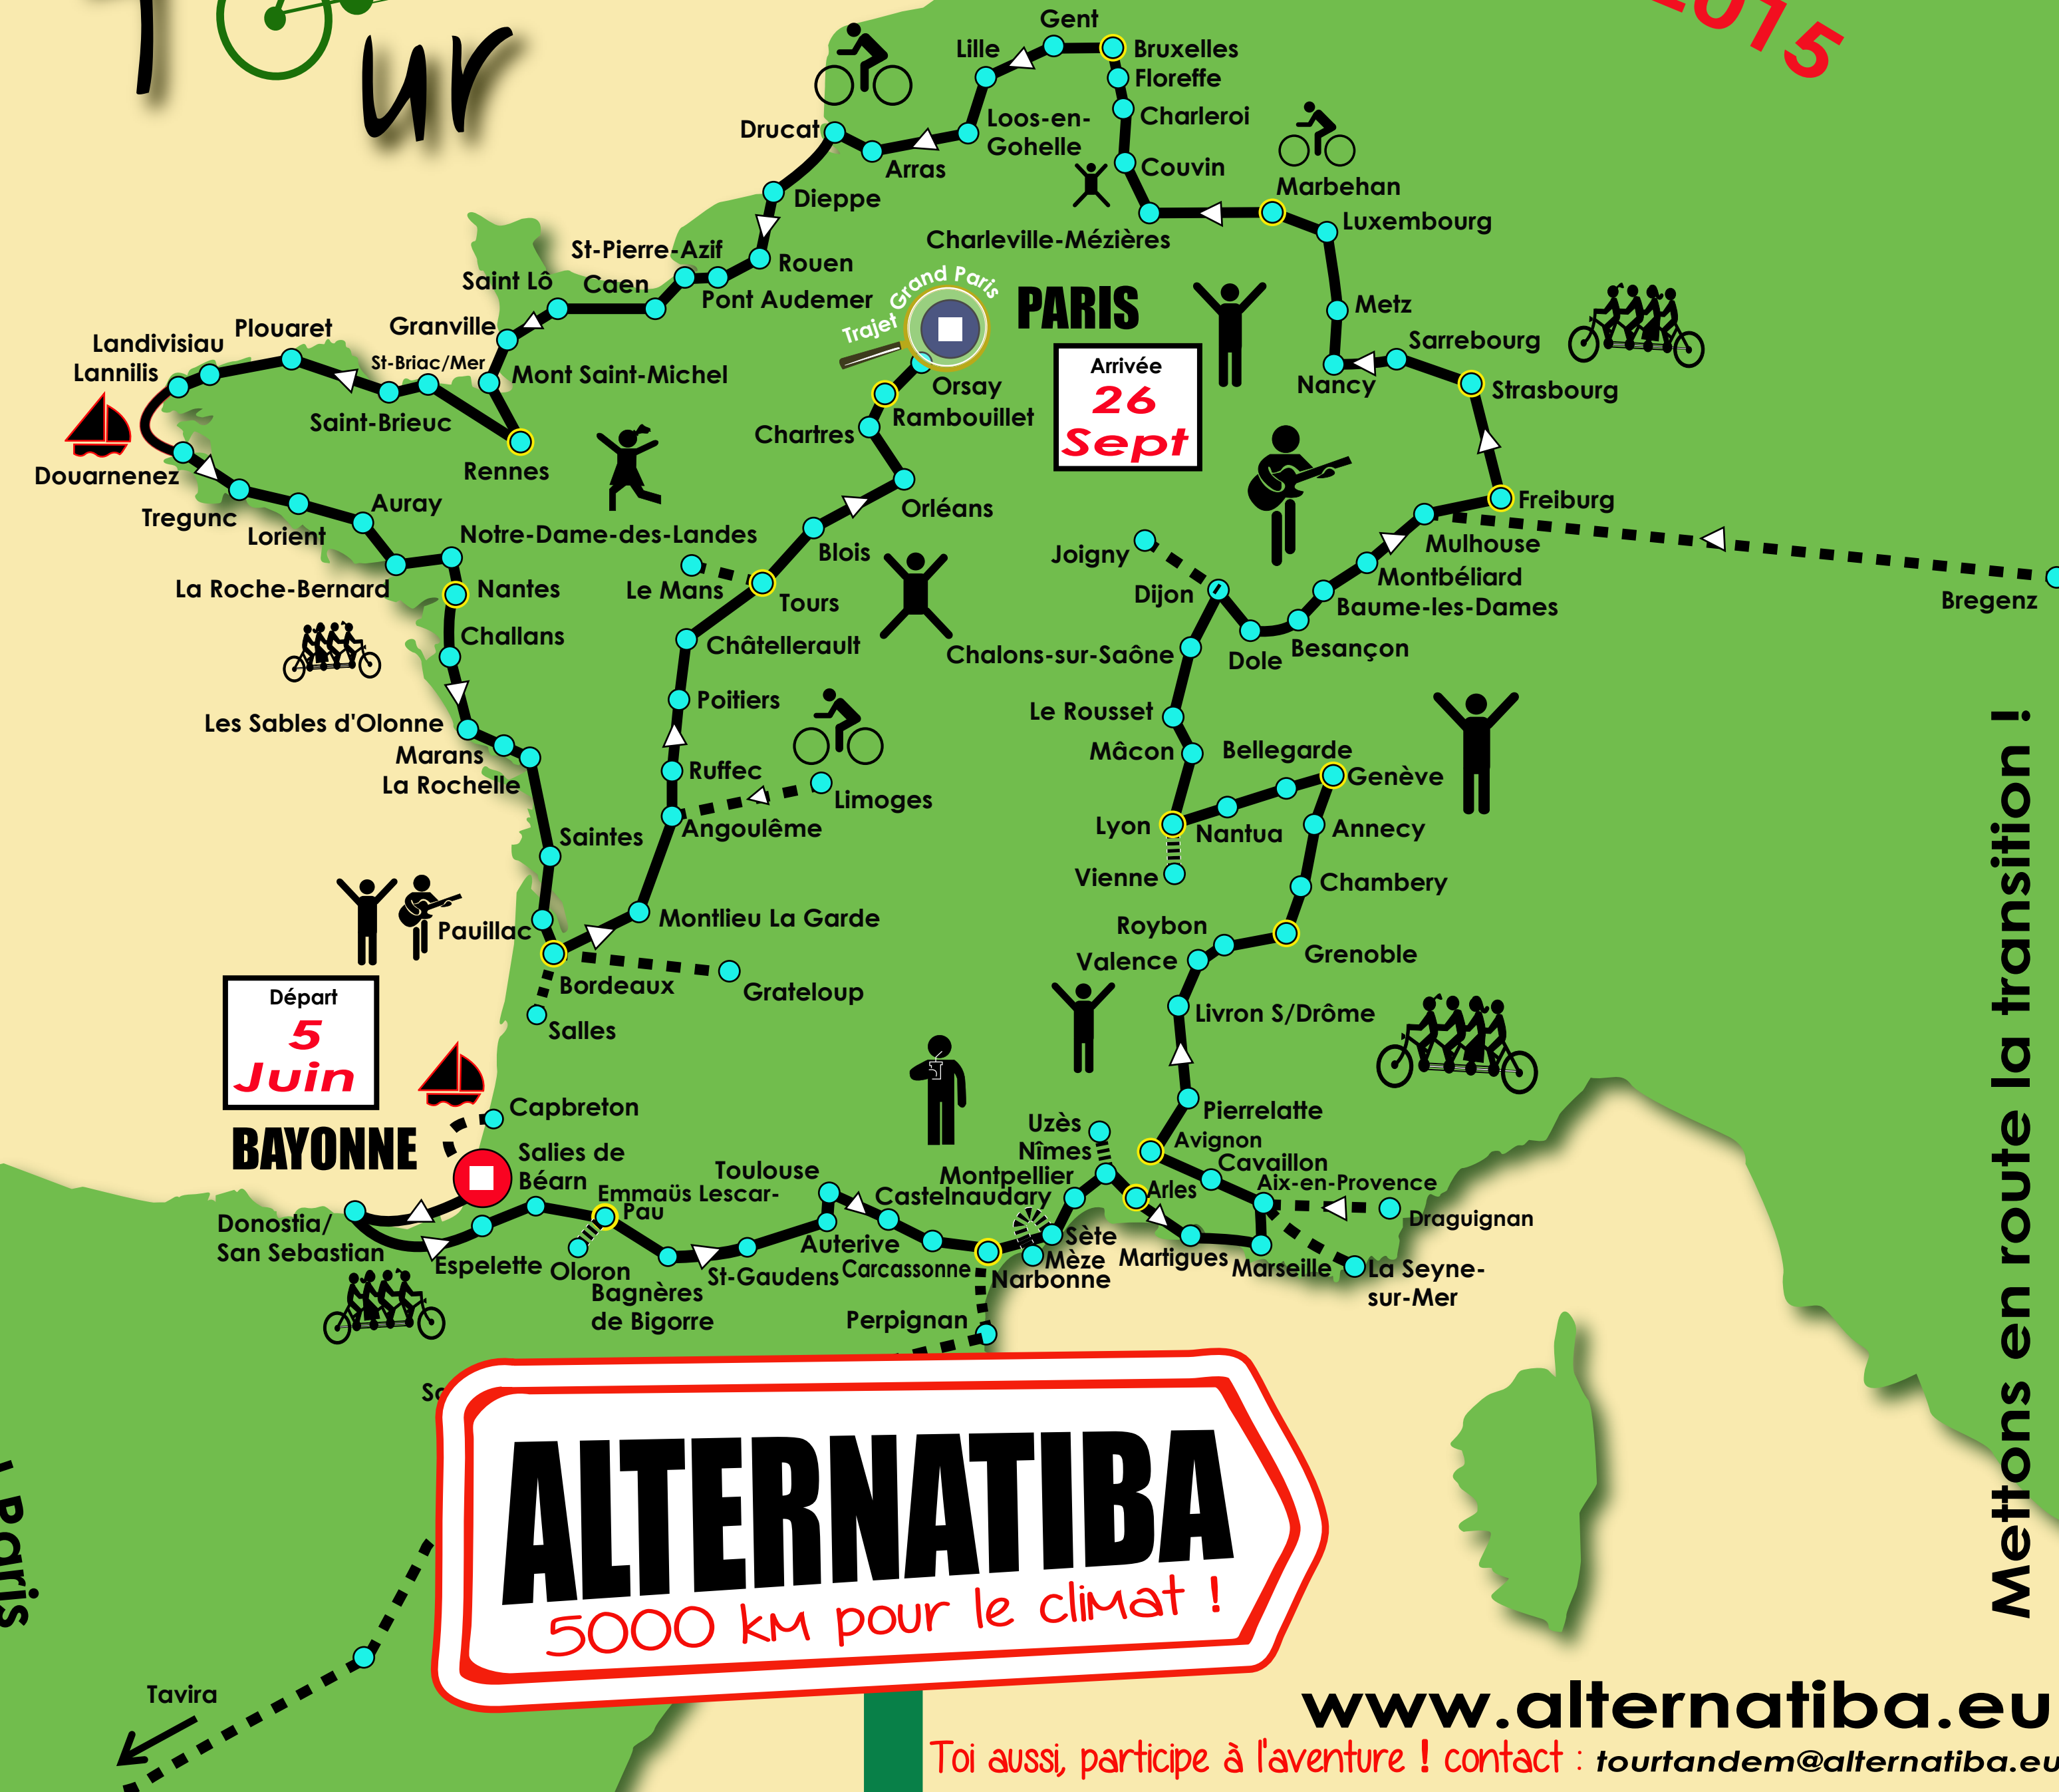 Tour
2015
Gent
Lille
Bruxelles
Floreffe
Charleroi
Drucat
Loos-en-
Gohelle
Arras
Couvin
Marbehan
Dieppe
Luxembourg
Charleville-Mézières
St-Pierre-Azif
Rouen
Saint Lô
Caen
Pont Audemer
Trajet Grand Paris
PARIS
Metz
Granville
Plouaret
Landivisiau
Lannilis
St-Briac/Mer
Mont Saint-Michel
Sarrebourg
Nancy
Strasbourg
Arrivée
26
Sept
Orsay
Rambouillet
Saint-Brieuc
Chartres
Rennes
Douarnenez
Tregunc
Auray
Lorient
Orléans
Freiburg
Notre-Dame-des-Landes
Blois
Joigny
Mulhouse
Le Mans
Tours
La Roche-Bernard
Nantes
Dijon
Montbéliard
Baume-les-Dames
Bregenz
Challans
Châtellerault
Chalons-sur-Saône
Dole
Besançon
Poitiers
Le Rousset
Les Sables d'Olonne
Marans
La Rochelle
Mâcon
Bellegarde
Genève
Ruffec
Limoges
Angoulême
Saintes
Lyon
Nantua
Annecy
Vienne
Chambery
Pauillac
Montlieu La Garde
Roybon
Grenoble
Valence
Bordeaux
Grateloup
Salles
Livron S/Drôme
Départ
5
Juin
BAYONNE
Capbreton
Pierrelatte
Uzès
Nîmes
Avignon
Salies de
Béarn
Toulouse
Montpellier
Cavaillon
Emmaüs Lescar-
Pau
Castelnaudary
Arles
Aix-en-Provence
Draguignan
Donostia/
San Sebastian
Espelette
Oloron
Auterive
Sète
Mèze
Martigues
Marseille
La Seyne-
sur-Mer
St-Gaudens
Carcassonne
Narbonne
Bagnères
de Bigorre
Perpignan
ALTERNATIBA
5000 km pour le climat !
Mettons en route la transition !
Paris
Tavira
www.alternatiba.eu
Toi aussi, participe à l'aventure ! contact : tourtandem@alternatiba.eu